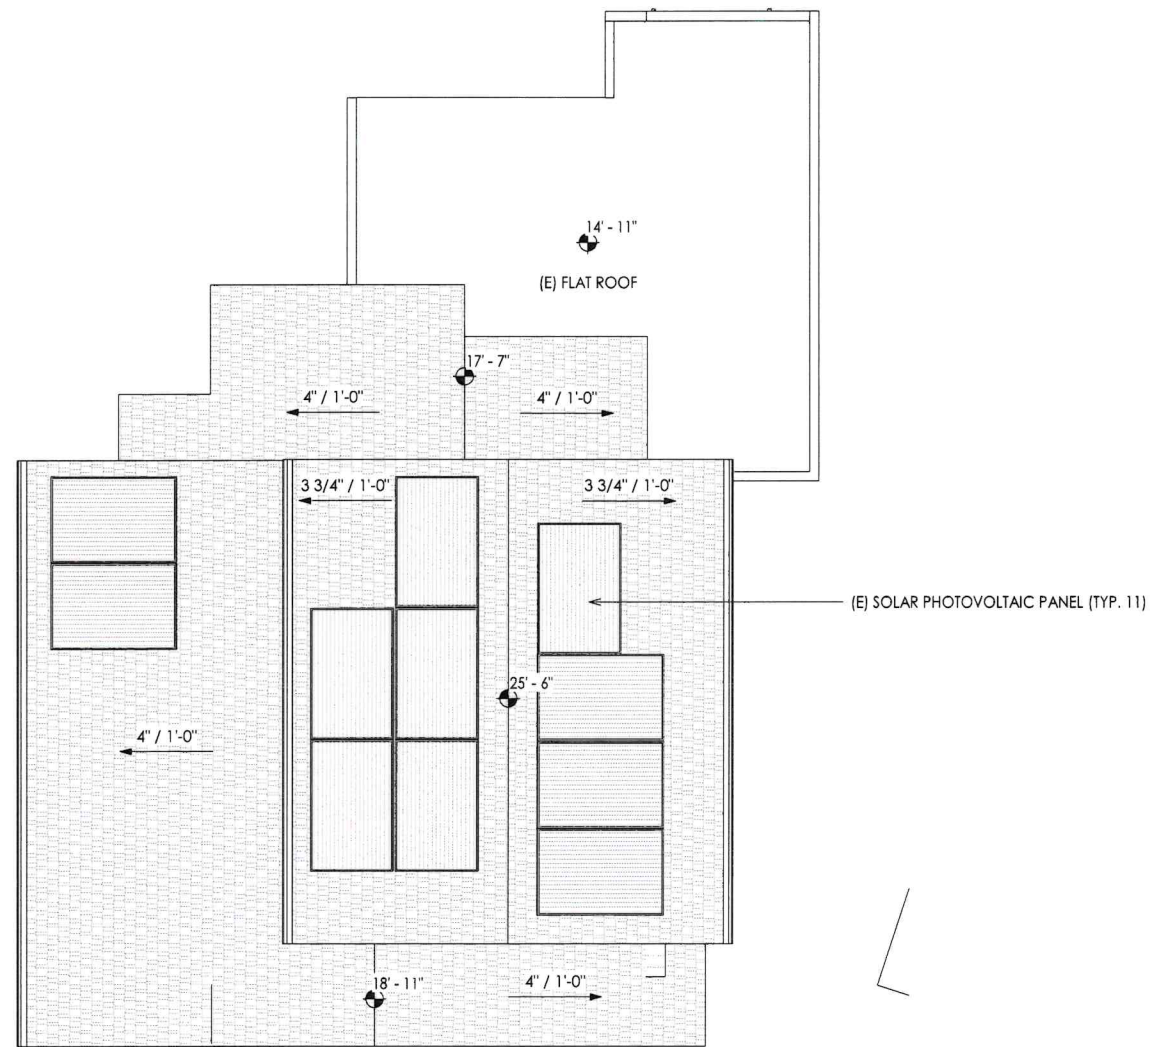 14' - 11"
(E) FLAT ROOF
17' - 7"
4" / 1'-0"
4" / 1'-0"
3 3/4" / 1'-0"
3 3/4" / 1'-0"
(E) SOLAR PHOTOVOLTAIC PANEL (TYP. 11)
25' - 6"
4" / 1'-0"
18' - 11"
4" / 1'-0"